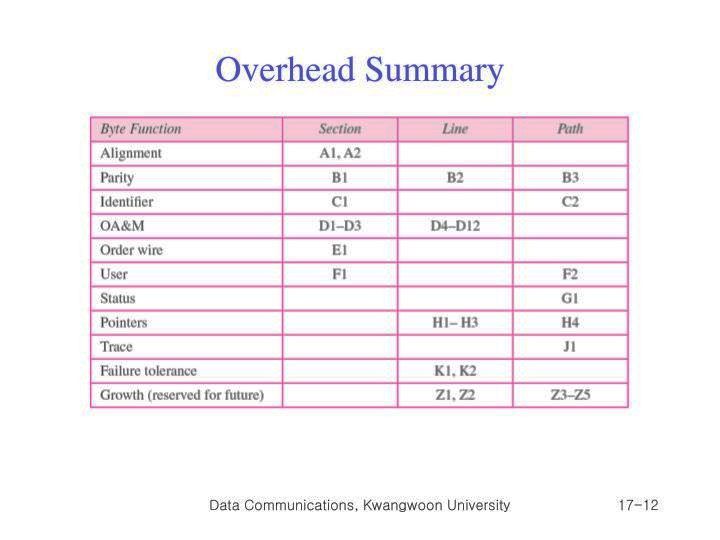 Overhead Summary
Byte Function Section Line Path
Alignment A1, A2
Parity B1 B2 B3
Identifier C1 C2
OA&M D1–D3 D4–D12
Order wire E1
User F1 F2
Status G1
Pointers H1– H3 H4
Trace J1
Failure tolerance K1, K2
Growth (reserved for future) Z1, Z2 Z3–Z5
Data Communications, Kwangwoon University 17-12